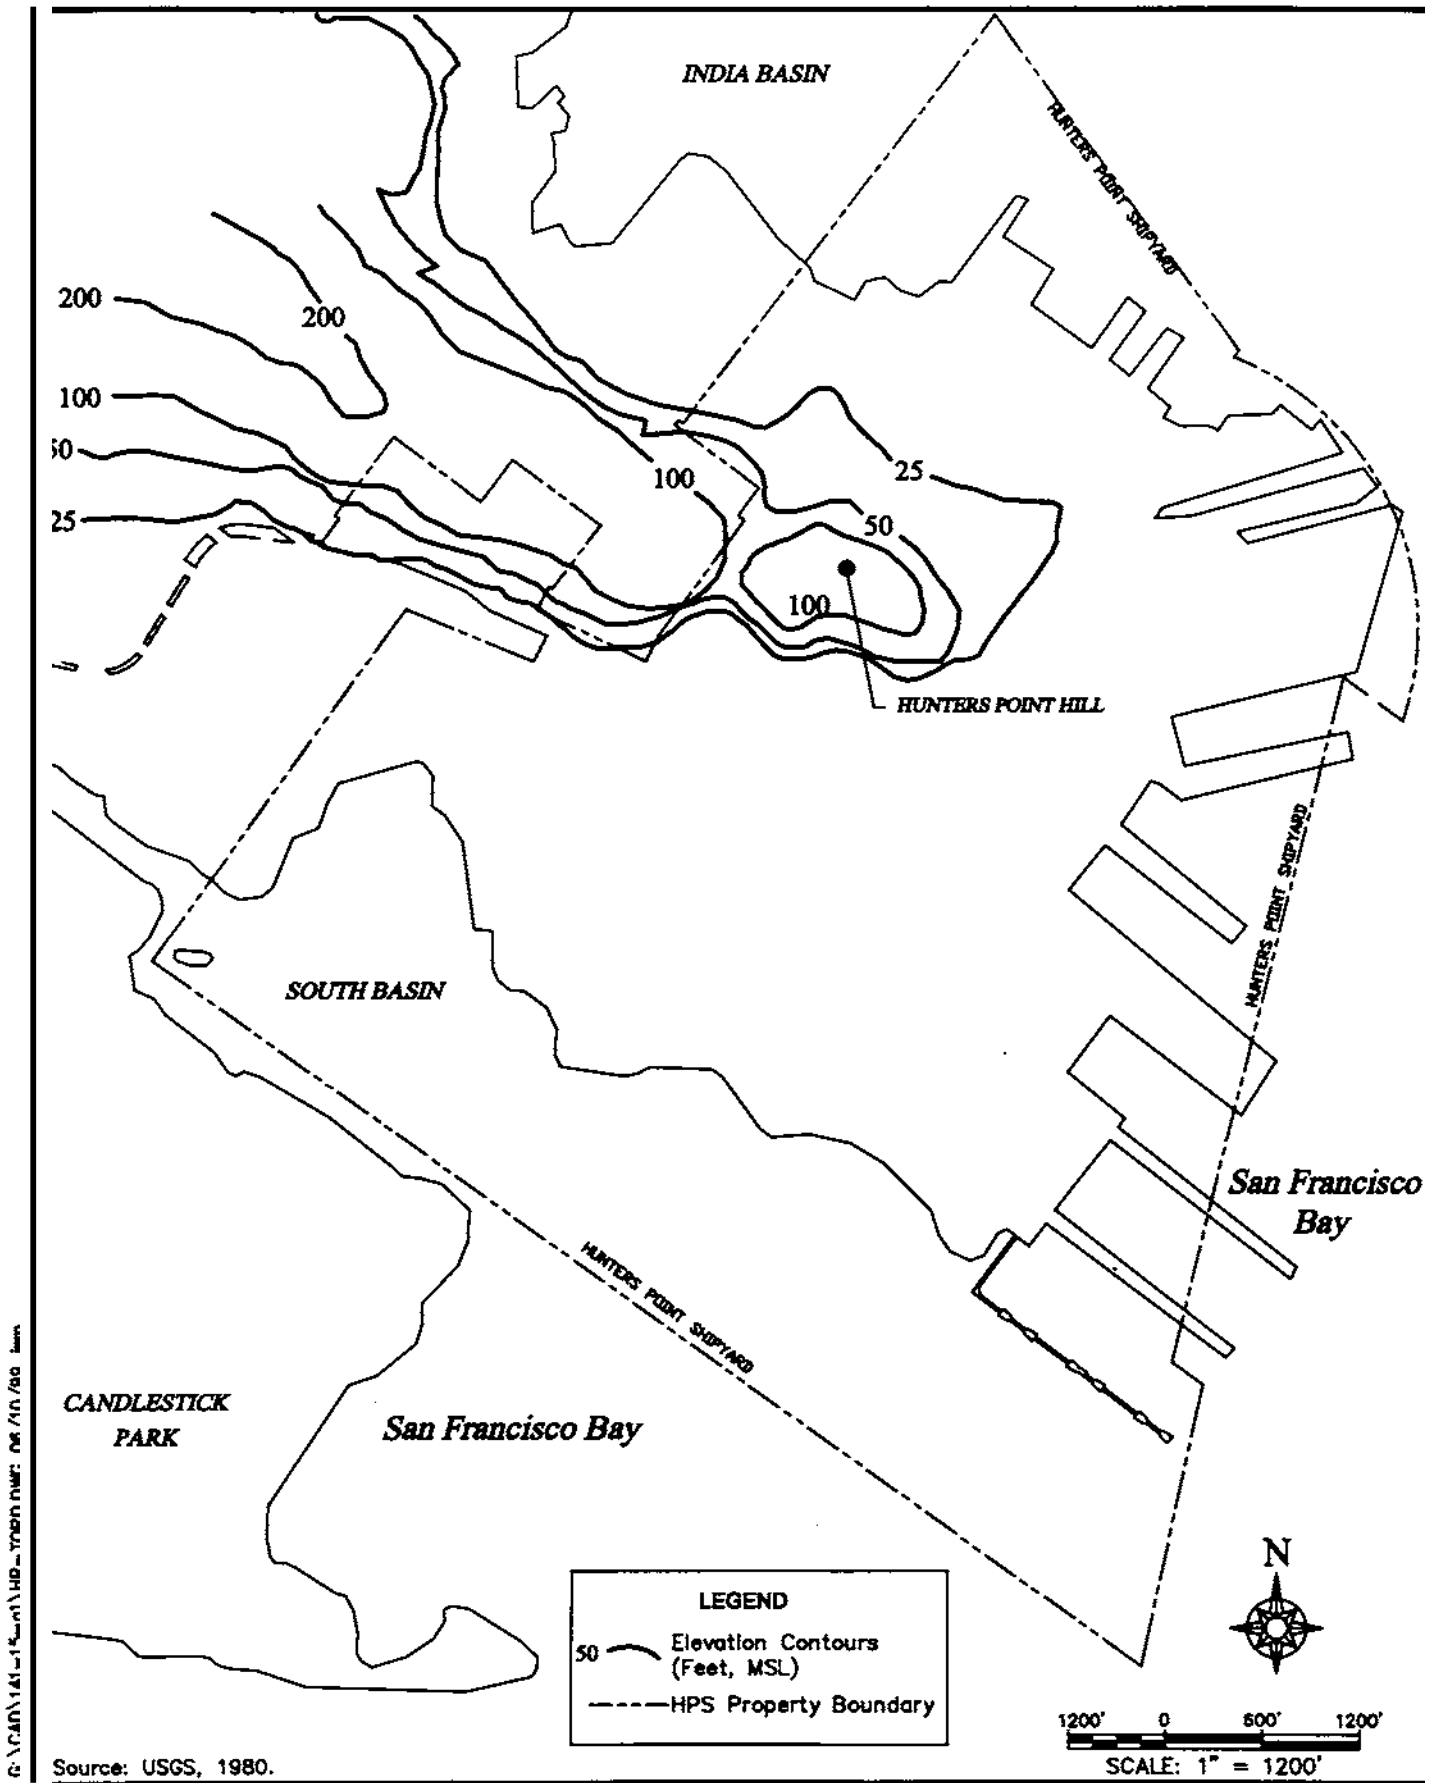 INDIA BASIN
HUNTERS POINT SHIPYARD
200
200
100
50
25
100
25
50
100
HUNTERS POINT HILL
HUNTERS POINT SHIPYARD
SOUTH BASIN
San Francisco
Bay
HUNTERS POINT SHIPYARD
CANDLESTICK
PARK
San Francisco Bay
N
LEGEND
50
Elevation Contours
(Feet, MSL)
HPS Property Boundary
1200' 0 600' 1200'
SCALE: 1" = 1200'
Source: USGS, 1980.